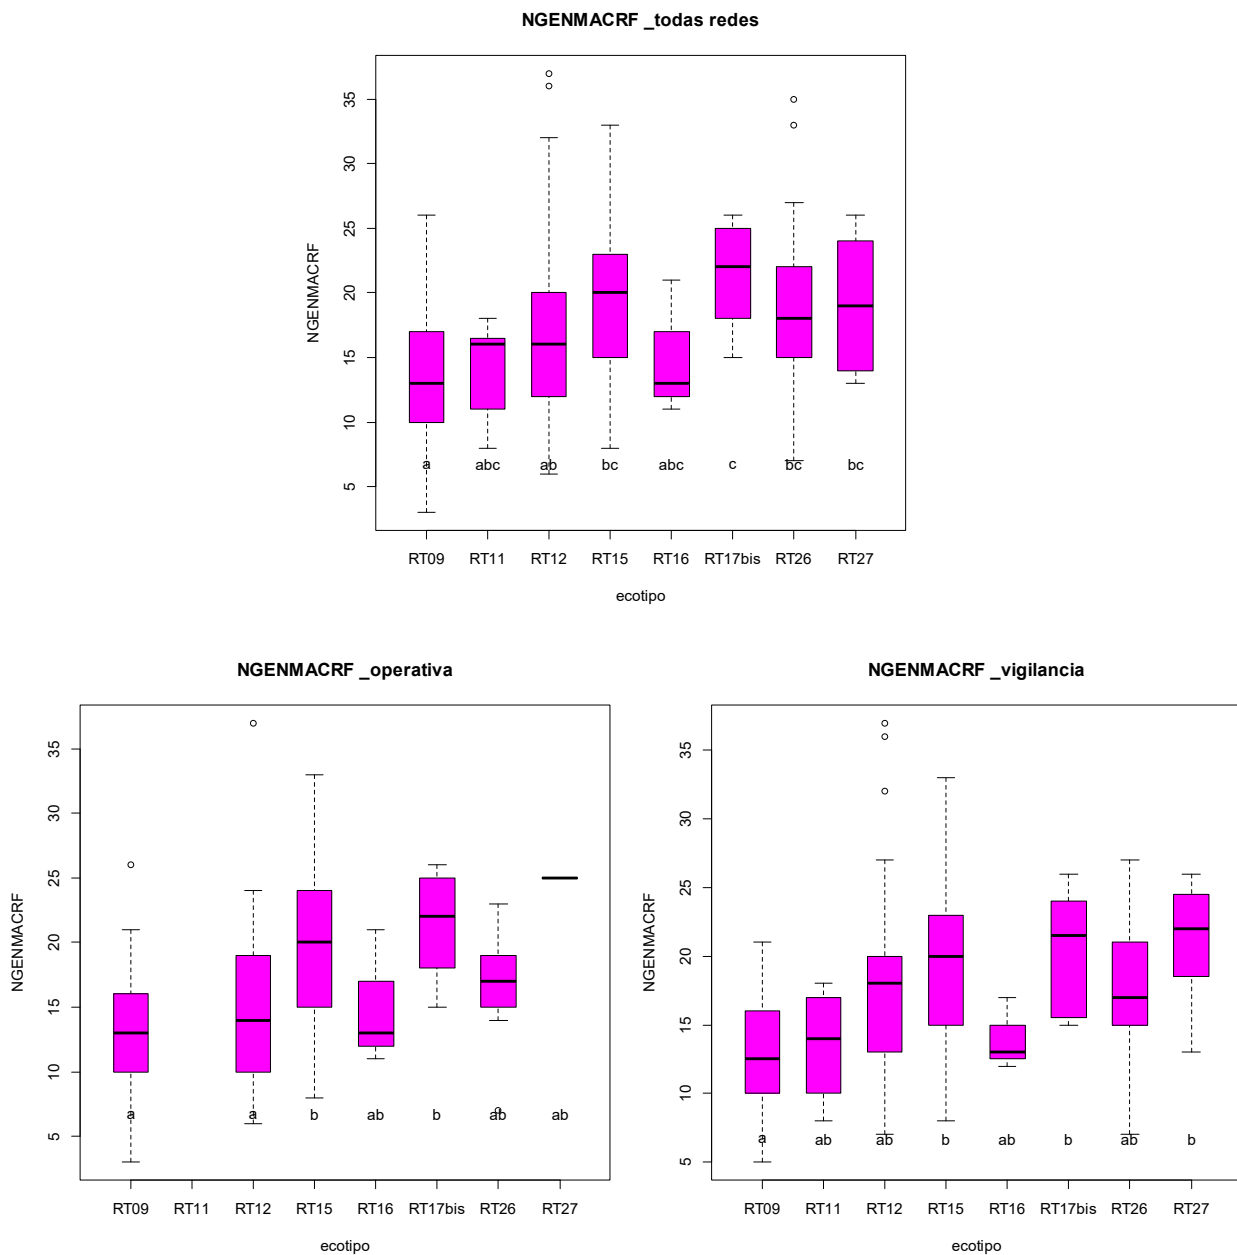 NGENMACRF _todas redes
NGENMACRF
35
30
25
20
15
10
5
a abc ab bc abc c bc bc
RT09 RT11 RT12 RT15 RT16 RT17bis RT26 RT27
ecotipo
NGENMACRF _operativa
NGENMACRF
35
30
25
20
15
10
5
a a b ab b ab ab
RT09 RT11 RT12 RT15 RT16 RT17bis RT26 RT27
ecotipo
NGENMACRF _vigilancia
NGENMACRF
35
30
25
20
15
10
5
a ab ab b ab b ab b
RT09 RT11 RT12 RT15 RT16 RT17bis RT26 RT27
ecotipo